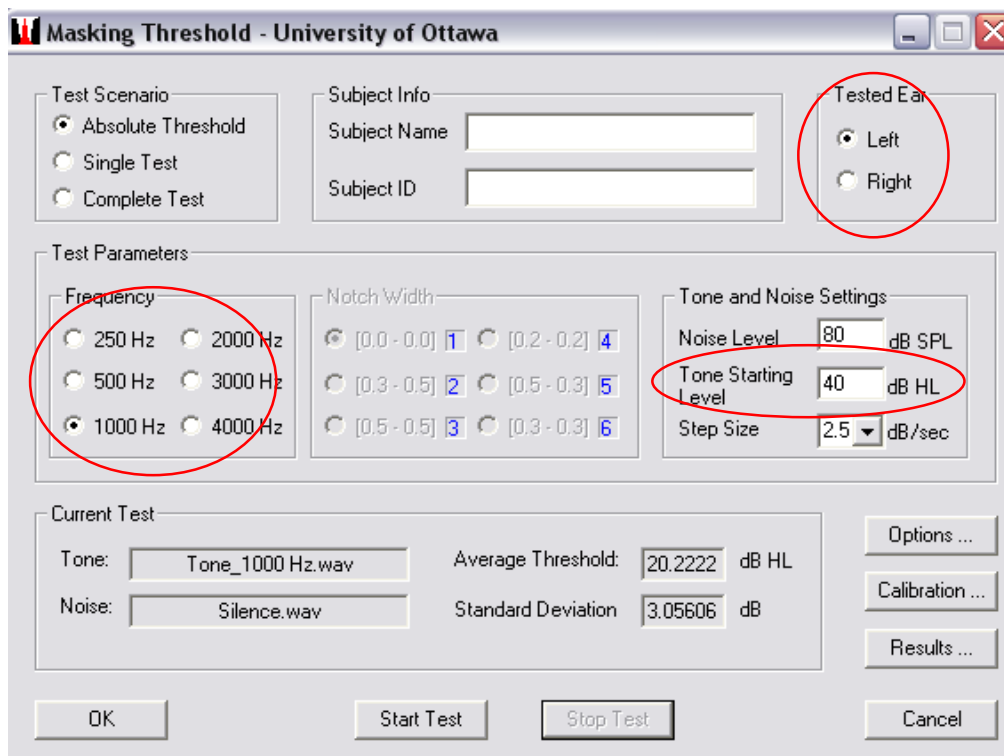 Masking Threshold - University of Ottawa
Test Scenario
Absolute Threshold
Single Test
Complete Test
Subject Info
Subject Name
Subject ID
Tested Ear
Left
Right
Test Parameters
Frequency
250 Hz 2000 Hz
500 Hz 3000 Hz
1000 Hz 4000 Hz
Notch Width
[0.0 - 0.0] 1 [0.2 - 0.2] 4
[0.3 - 0.5] 2 [0.5 - 0.3] 5
[0.5 - 0.5] 3 [0.3 - 0.3] 6
Tone and Noise Settings
Noise Level 80 dB SPL
Tone Starting
Level 40 dB HL
Step Size 2.5 dB/sec
Current Test
Tone: Tone_1000 Hz.wav
Noise: Silence.wav
Average Threshold: 20.2222 dB HL
Standard Deviation 3.05606 dB
Options ...
Calibration ...
Results ...
OK
Start Test
Stop Test
Cancel